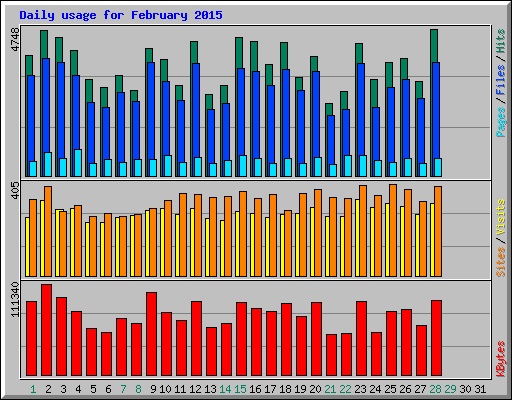 Daily usage for February 2015
4748
Pages/Files/Hits
405
Sites/Visits
111340
KBytes
1 2 3 4 5 6 7 8 9 10 11 12 13 14 15 16 17 18 19 20 21 22 23 24 25 26 27 28 29 30 31